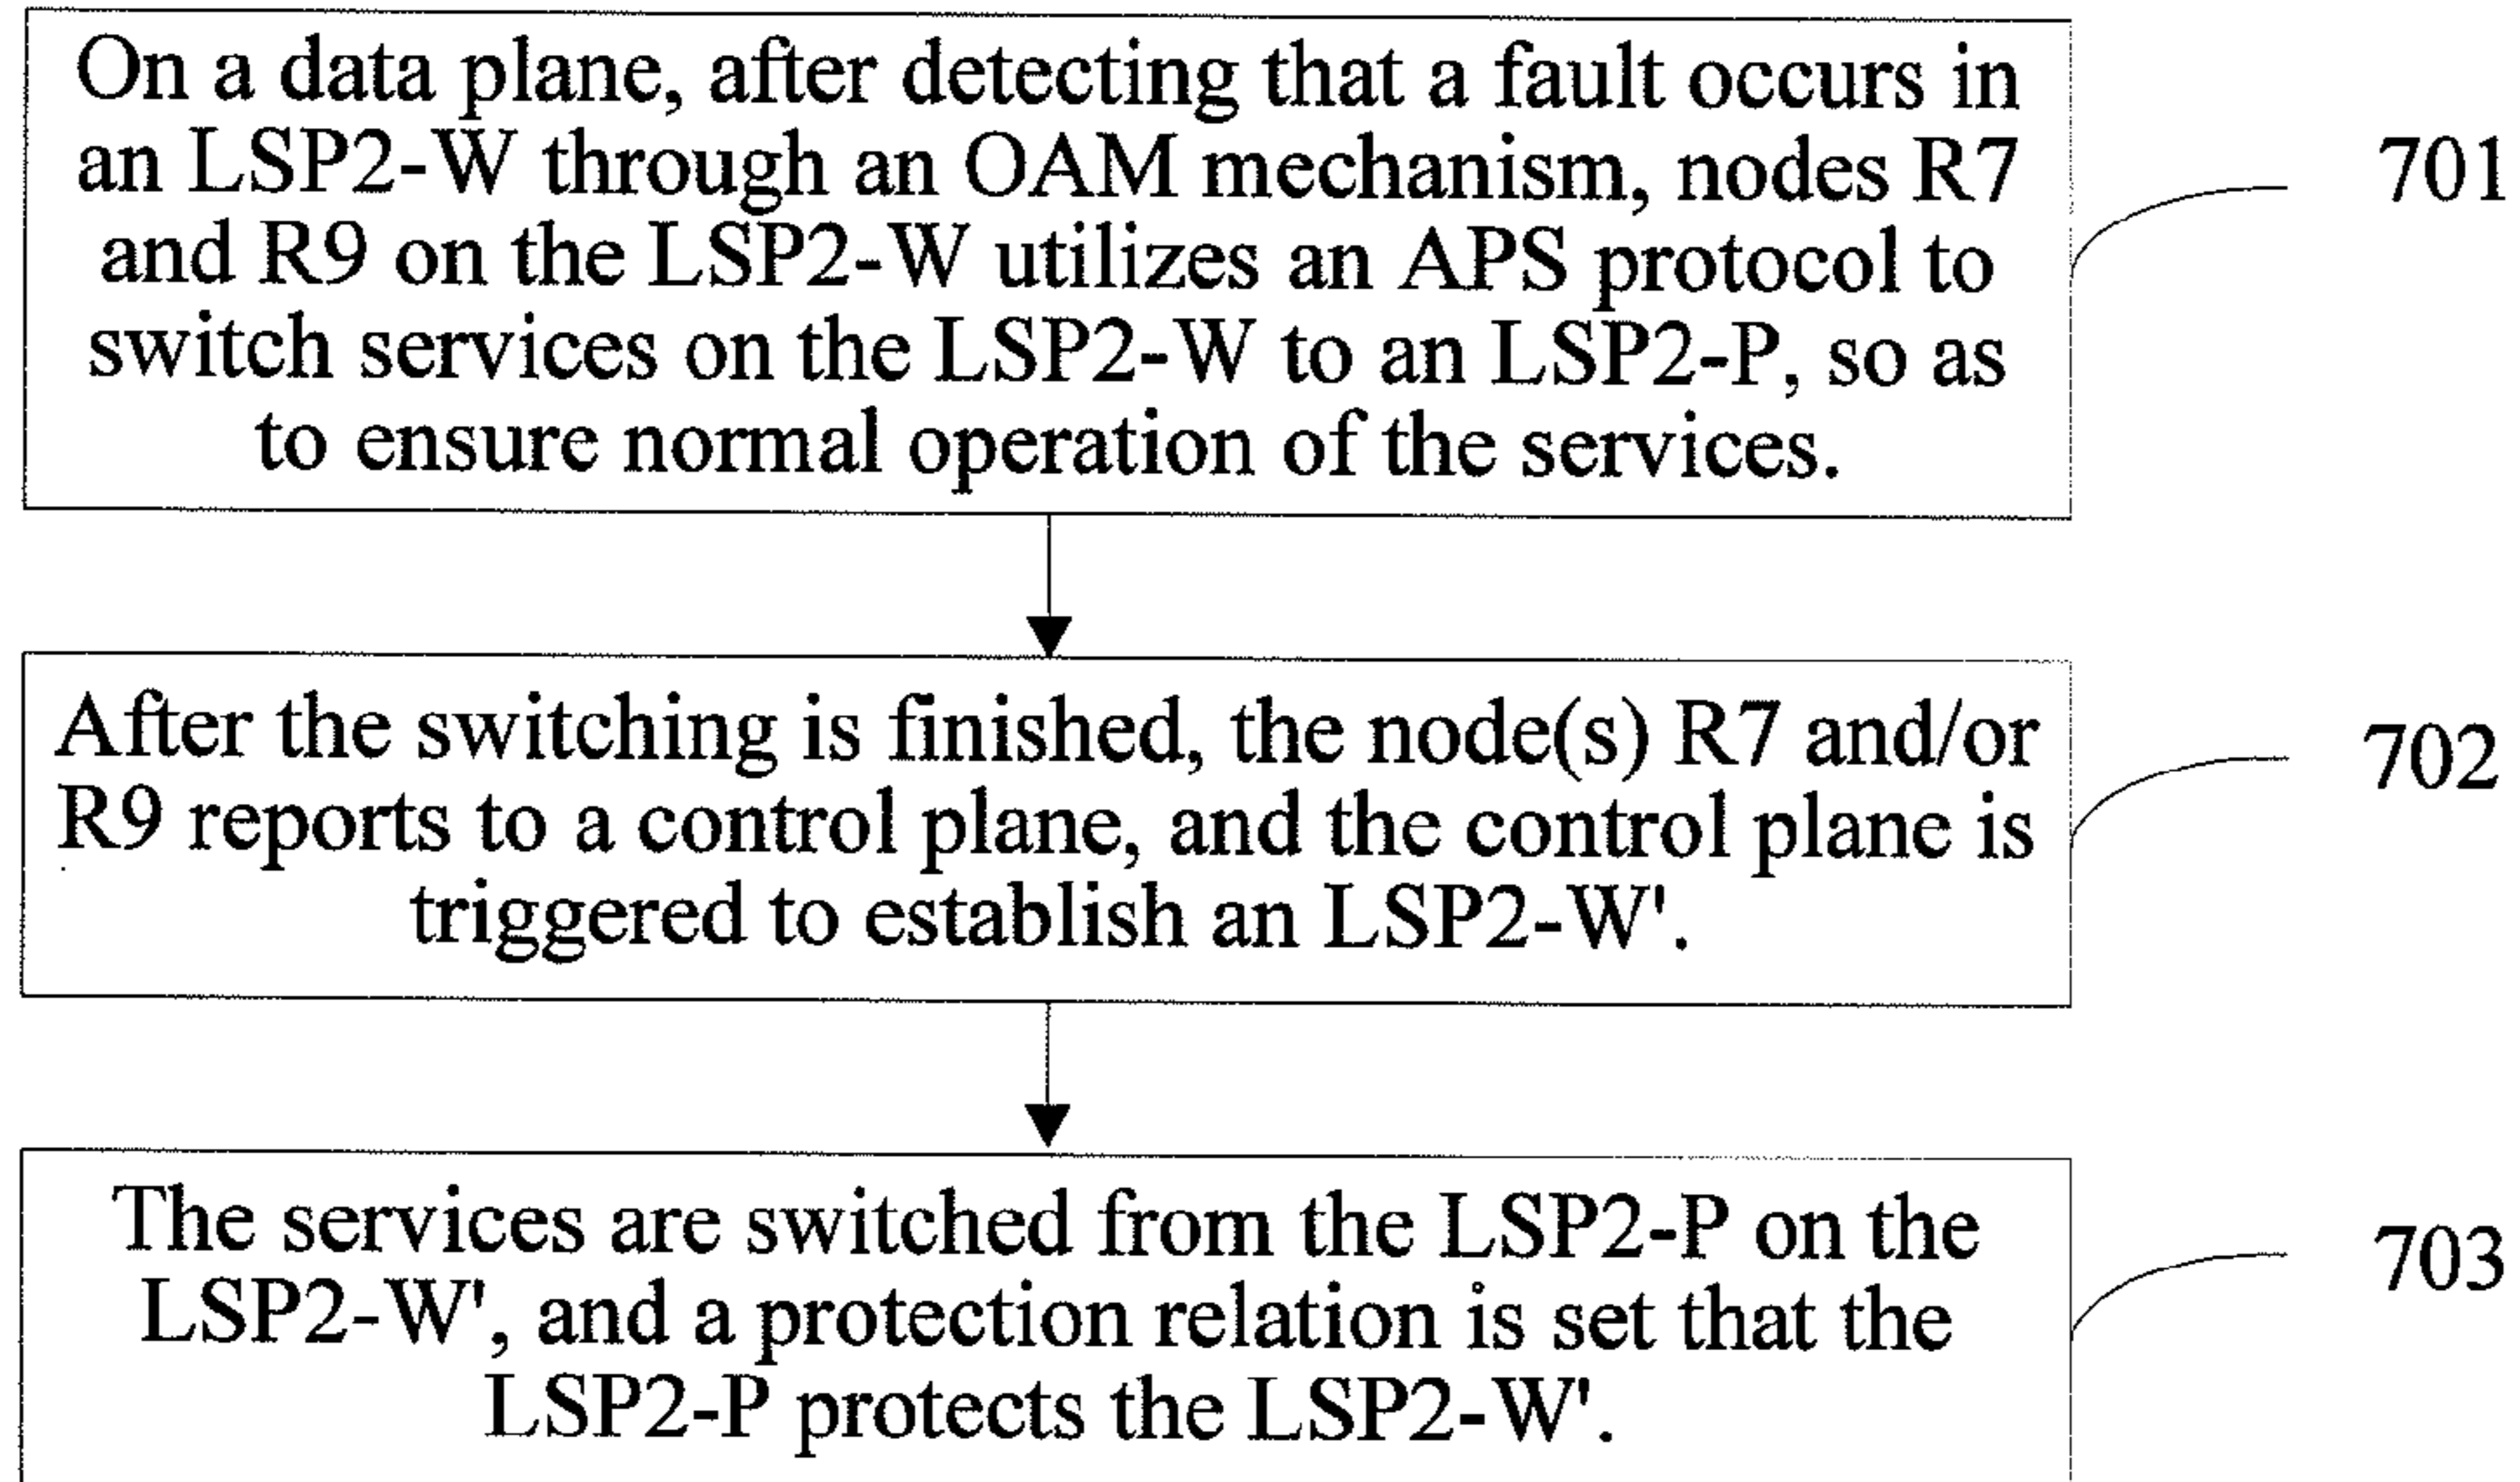 On a data plane, after detecting that a fault occurs in
an LSP2-W through an OAM mechanism, nodes R7
and R9 on the LSP2-W utilizes an APS protocol to
switch services on the LSP2-W to an LSP2-P, so as
to ensure normal operation of the services.
701
After the switching is finished, the node(s) R7 and/or
R9 reports to a control plane, and the control plane is
triggered to establish an LSP2-W'.
702
The services are switched from the LSP2-P on the
LSP2-W', and a protection relation is set that the
LSP2-P protects the LSP2-W'.
703